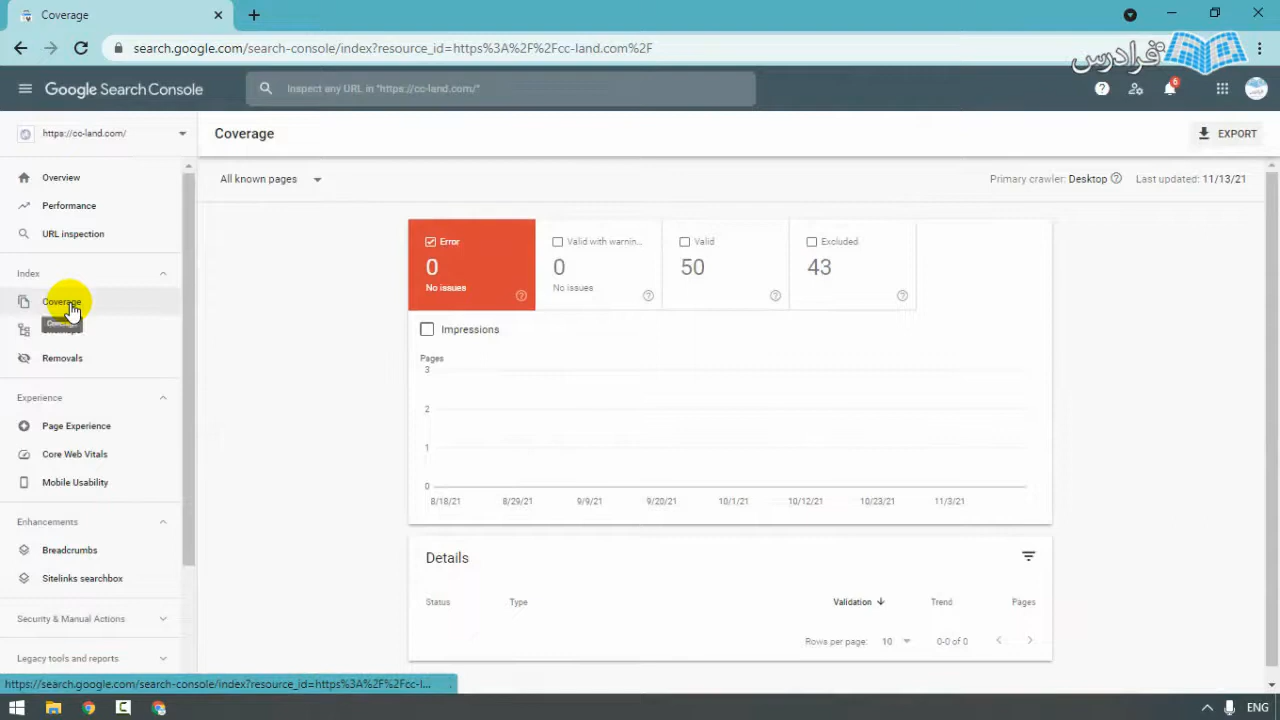 Coverage
search.google.com/search-console/index?resource_id=https%3A%2F%2Fcc-land.com%2F
فرادرس
Google Search Console
Inspect any URL in "https://cc-land.com/"
6
https://cc-land.com/
Coverage
EXPORT
Overview
Performance
URL inspection
Index
Coverage
Removals
Experience
Page Experience
Core Web Vitals
Mobile Usability
Enhancements
Breadcrumbs
Sitelinks searchbox
Security & Manual Actions
Legacy tools and reports
All known pages
Primary crawler: Desktop
Last updated: 11/13/21
Error
0
No issues
Valid with warnin...
0
No issues
Valid
50
Excluded
43
Impressions
Pages
3
2
1
0
8/18/21 8/29/21 9/9/21 9/20/21 10/1/21 10/12/21 10/23/21 11/3/21
Details
Status Type Validation Trend Pages
Rows per page: 10 0-0 of 0
https://search.google.com/search-console/index?resource_id=https%3A%2F%2Fcc-l...
ENG